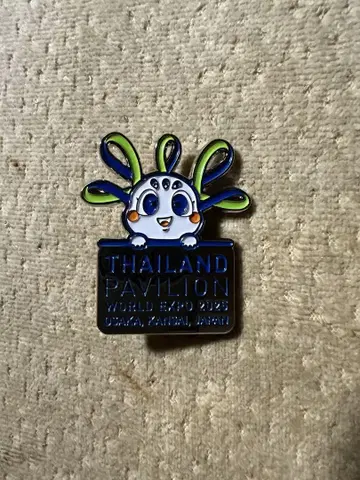 THAILAND
PAVILION
WORLD EXPO 2025
OSAKA, KANSAI, JAPAN